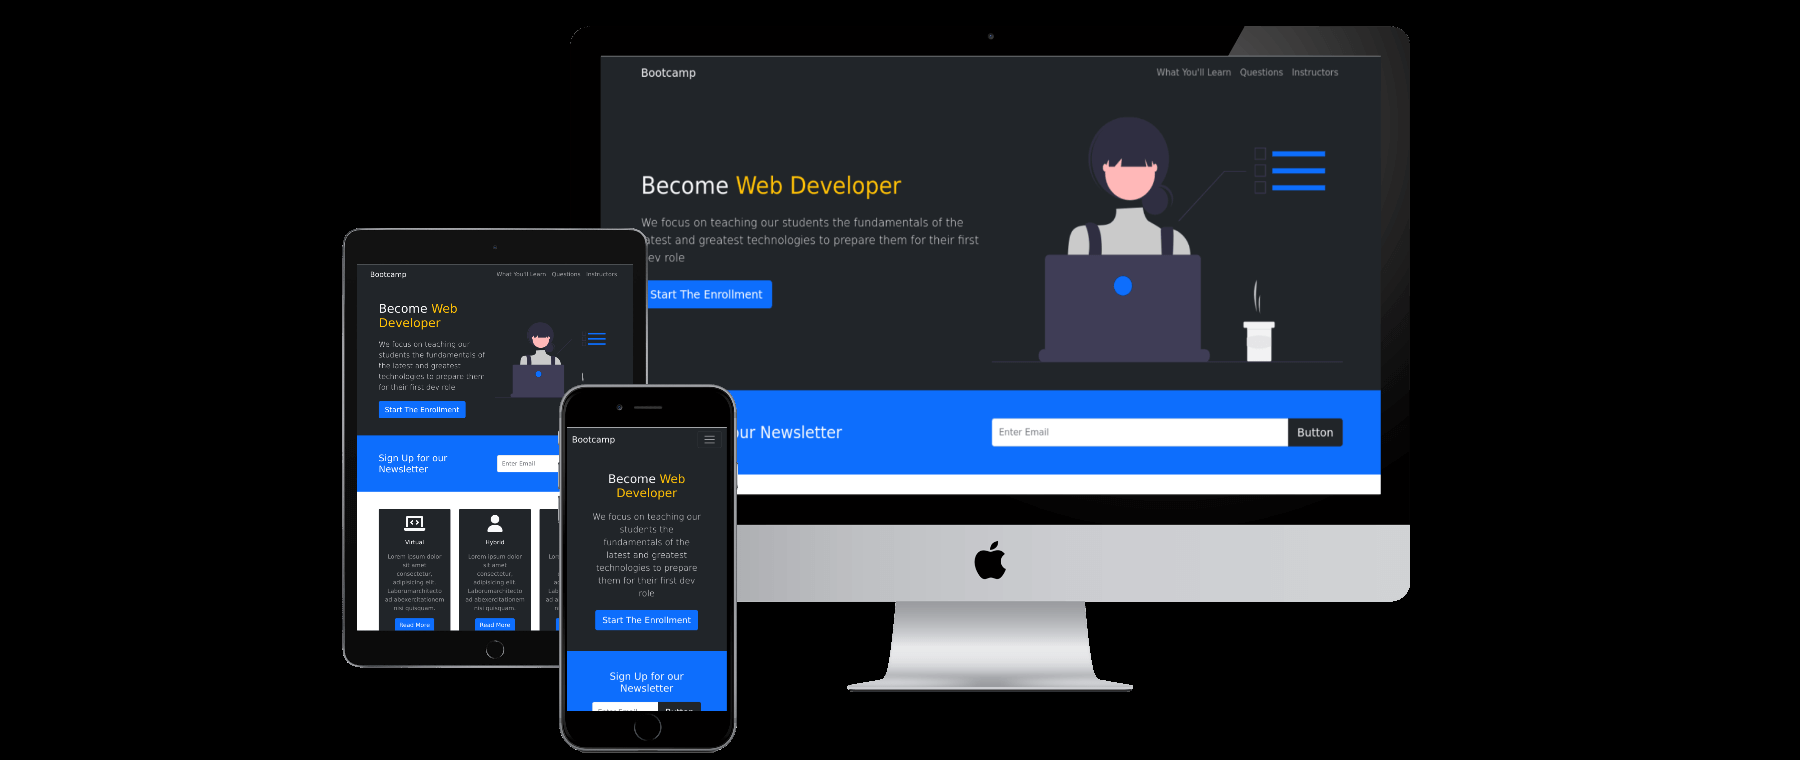 Bootcamp
What You'll Learn Questions Instructors
Become Web Developer
We focus on teaching our students the fundamentals of the
atest and greatest technologies to prepare them for their first
ev role
Start The Enrollment
our Newsletter
Enter Email
Button
Bootcamp
What You'll Learn Questions Instructors
Become Web
Developer
We focus on teaching our
students the fundamentals of
the latest and greatest
technologies to prepare them
for their first dev role
Start The Enrollment
Sign Up for our
Newsletter
Enter Email
Virtual
Lorem ipsum dolor
sit amet
consectetur,
adipisicing elit.
Laborumarchitecto
ad abexercitationem
nisi quisquam.
Read More
Hybrid
Lorem ipsum dolor
sit amet
consectetur,
adipisicing elit.
Laborumarchitecto
ad abexercitationem
nisi quisquam.
Read More
Bootcamp
Become Web
Developer
We focus on teaching our
students the
fundamentals of the
latest and greatest
technologies to prepare
them for their first dev
role
Start The Enrollment
Sign Up for our
Newsletter
Enter Email
Button